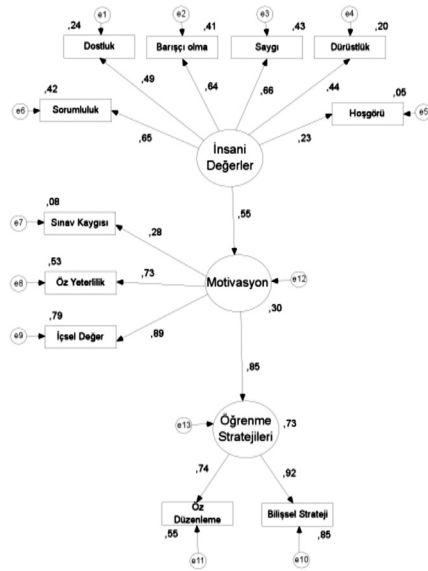 e1
e2
e3
e4
,24
,41
,43
,20
Dostluk
Barışçı olma
Saygı
Dürüstlük
,42
,49
,64
,66
,44
,05
e6
Sorumluluk
Hoşgörü
e5
,65
,23
İnsani
Değerler
,08
,55
e7
Sınav Kaygısı
,28
,53
e8
Öz Yeterlilik
,73
Motivasyon
e12
,79
,30
e9
İçsel Değer
,89
,85
e13
Öğrenme
Stratejileri
,73
,74
,92
Öz
Düzenleme
Bilişsel Strateji
,55
,85
e11
e10